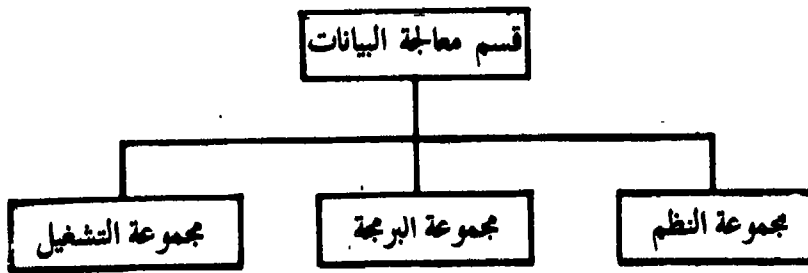 قسم معالجة البيانات
مجموعة النظم
مجموعة البرمجة
مجموعة التشغيل